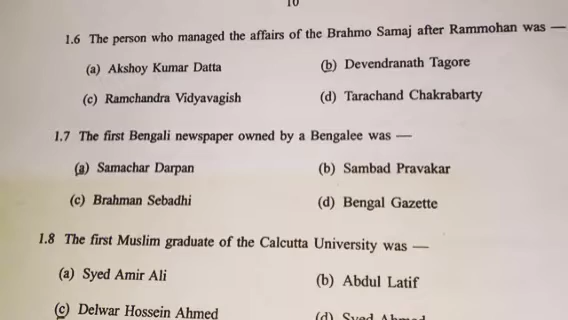 10
1.6 The person who managed the affairs of the Brahmo Samaj after Rammohan was —
(a) Akshoy Kumar Datta (b) Devendranath Tagore
(c) Ramchandra Vidyavagish (d) Tarachand Chakrabarty
1.7 The first Bengali newspaper owned by a Bengalee was —
(a) Samachar Darpan (b) Sambad Pravakar
(c) Brahman Sebadhi (d) Bengal Gazette
1.8 The first Muslim graduate of the Calcutta University was —
(a) Syed Amir Ali (b) Abdul Latif
(c) Delwar Hossein Ahmed (d) Syed Ahmed